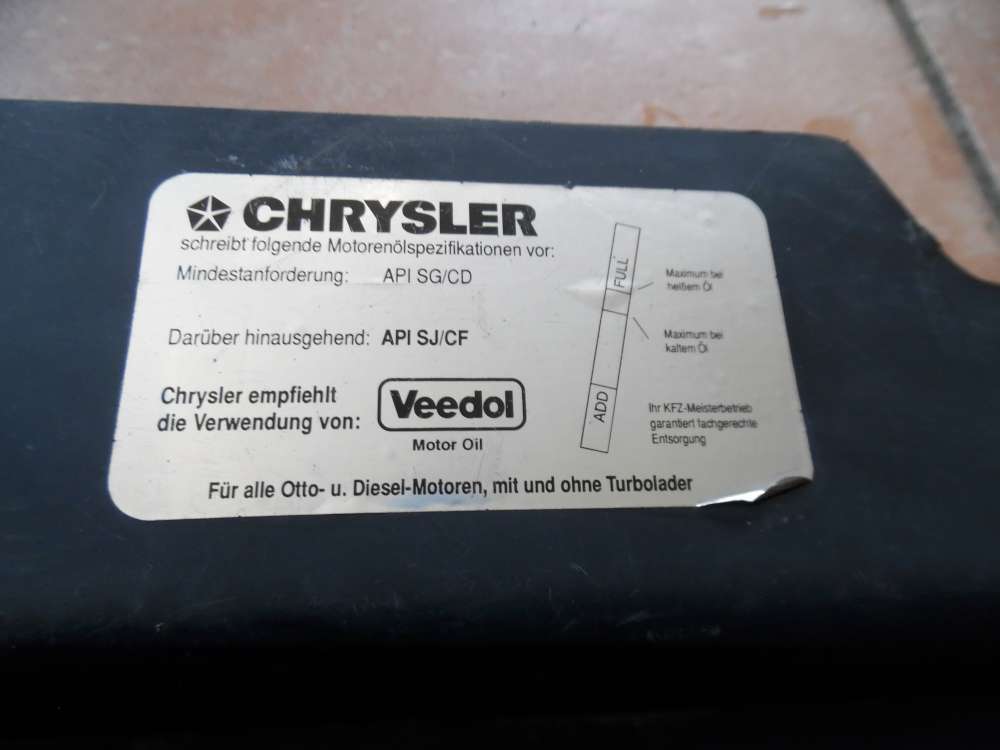 CHRYSLER
schreibt folgende Motorenölspezifikationen vor:
Mindestanforderung: API SG/CD
Darüber hinausgehend: API SJ/CF
Chrysler empfiehlt
die Verwendung von:
Veedol
Motor Oil
FULL
ADD
Maximum bei
heißem Öl
Maximum bei
kaltem Öl
Ihr KFZ-Meisterbetrieb
garantiert fachgerechte
Entsorgung
Für alle Otto- u. Diesel-Motoren, mit und ohne Turbolader